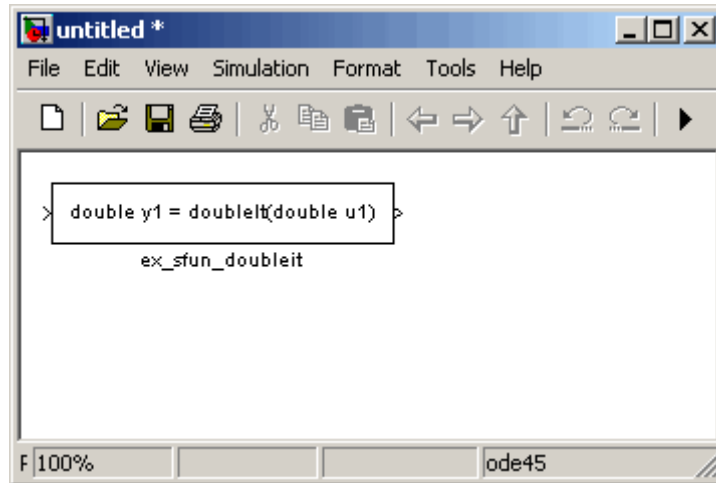 untitled *
File Edit View Simulation Format Tools Help
double y1 = doubleIt(double u1)
ex_sfun_doubleit
F 100% ode45